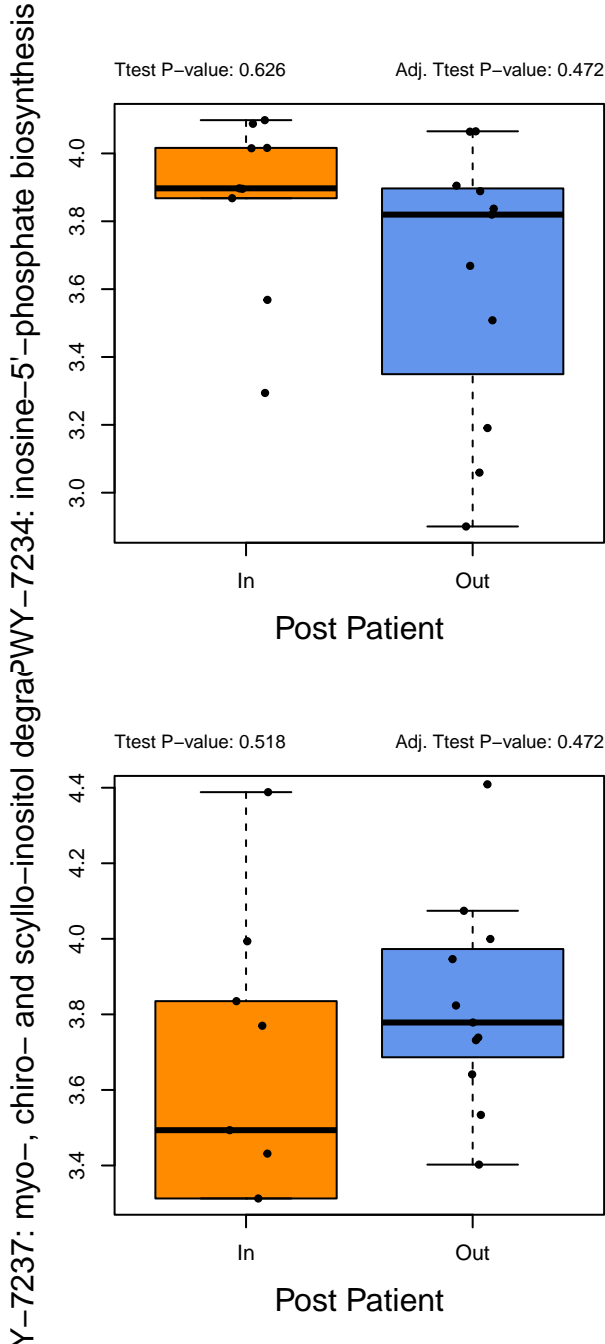 PWY−7234: inosine−5'−phosphate biosynthesis
Ttest P−value: 0.626
Adj. Ttest P−value: 0.472
4.0
3.8
3.6
3.4
3.2
3.0
In
Out
Post Patient
Y−7237: myo−, chiro− and scyllo−inositol degra
Ttest P−value: 0.518
Adj. Ttest P−value: 0.472
4.4
4.2
4.0
3.8
3.6
3.4
In
Out
Post Patient